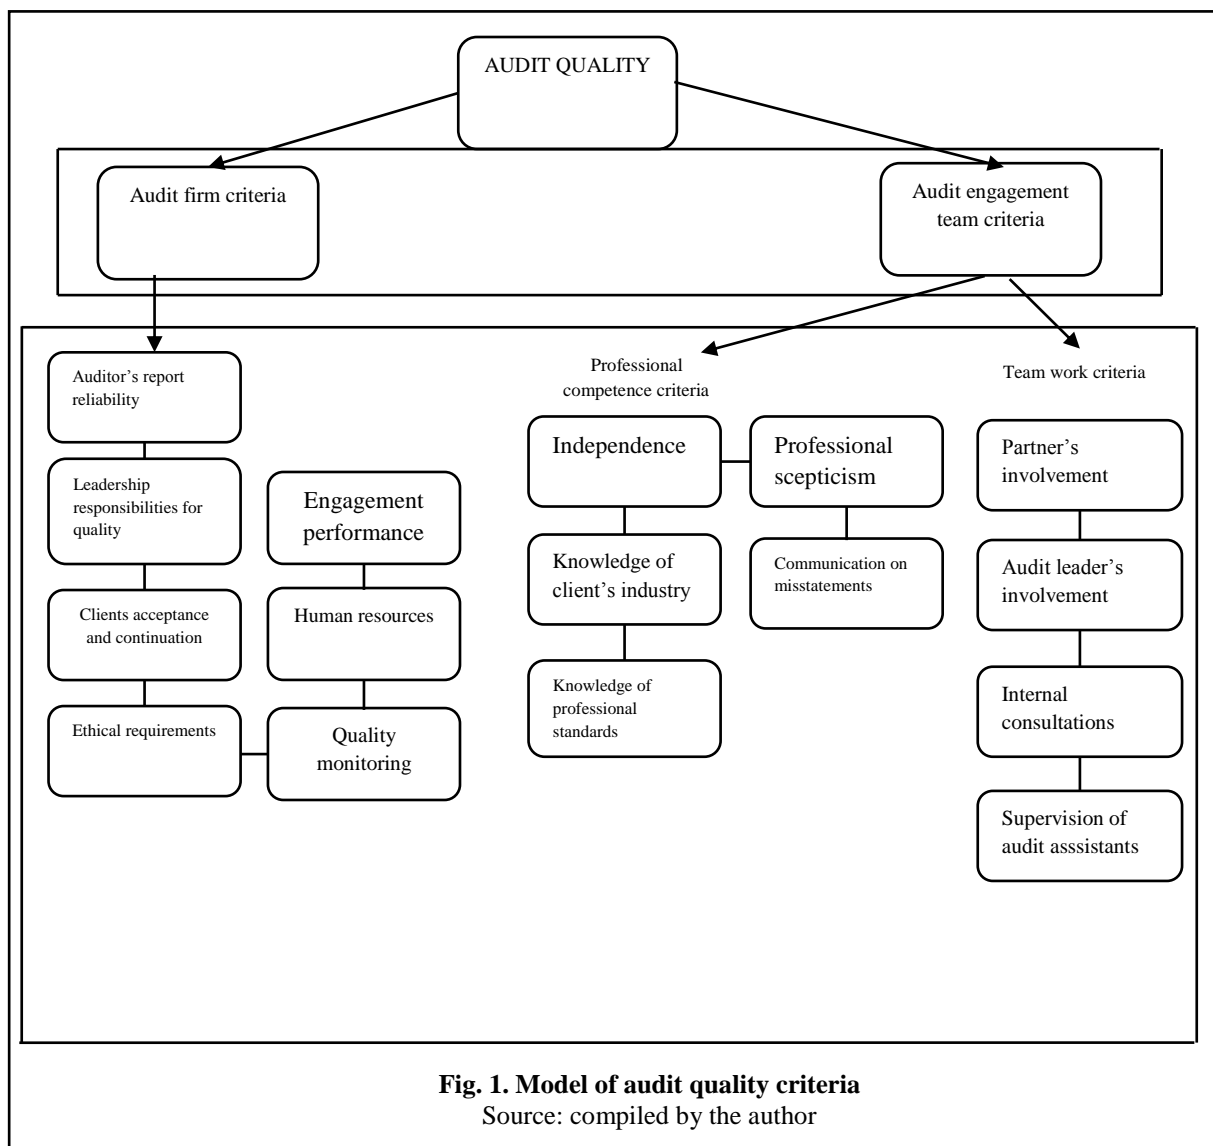 AUDIT QUALITY
Audit firm criteria
Audit engagement
team criteria
Auditor’s report
reliability
Leadership
responsibilities for
quality
Clients acceptance
and continuation
Ethical requirements
Engagement
performance
Human resources
Quality
monitoring
Professional
competence criteria
Independence
Professional
scepticism
Knowledge of
client’s industry
Communication on
misstatements
Knowledge of
professional
standards
Team work criteria
Partner’s
involvement
Audit leader’s
involvement
Internal
consultations
Supervision of
audit asssistants
Fig. 1. Model of audit quality criteria
Source: compiled by the author